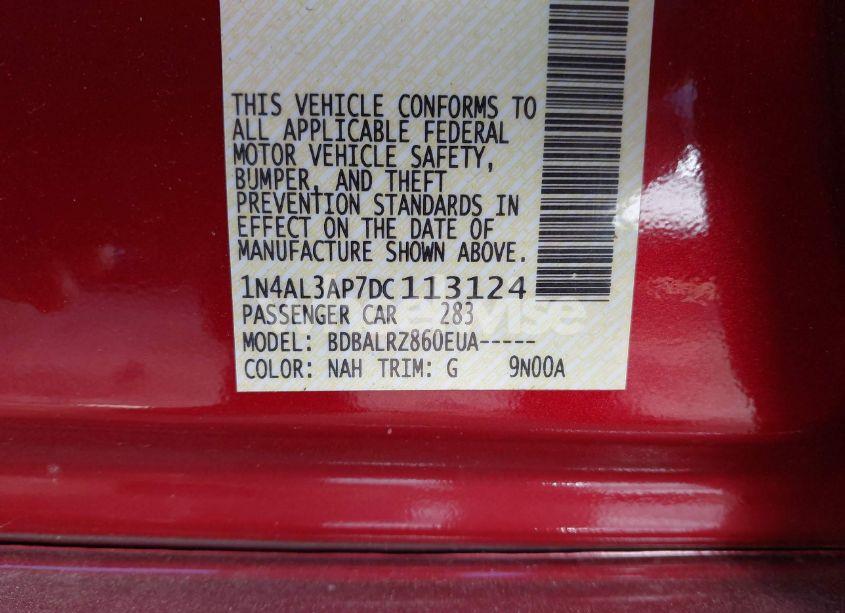 THIS VEHICLE CONFORMS TO
ALL APPLICABLE FEDERAL
MOTOR VEHICLE SAFETY,
BUMPER, AND THEFT
PREVENTION STANDARDS IN
EFFECT ON THE DATE OF
MANUFACTURE SHOWN ABOVE.
1N4AL3AP7DC113124
PASSENGER CAR 283
MODEL: BDBALRZ860EUA-----
COLOR: NAH TRIM: G 9N00A